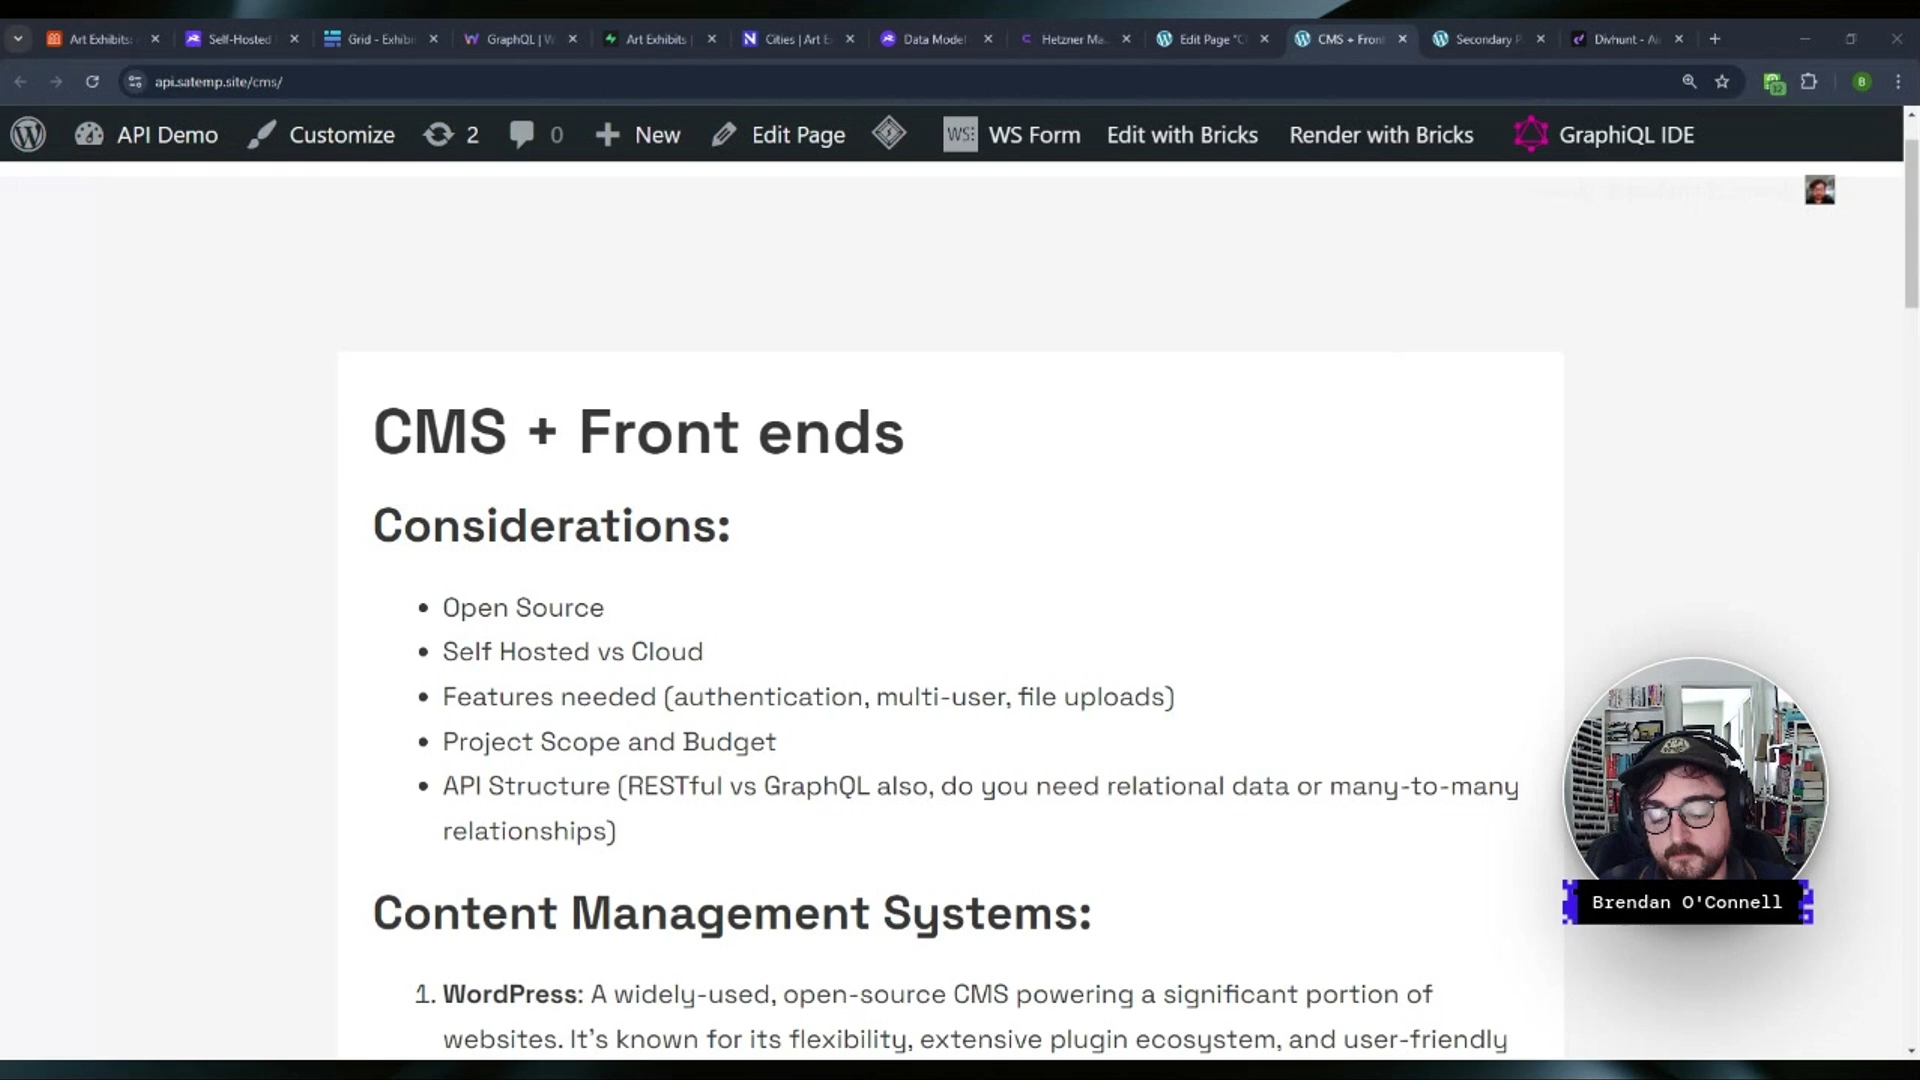 Art Exhibits:
Self-Hosted
Grid - Exhibi
GraphQL | W
Art Exhibits |
Cities | Art E
Data Model
Hetzner Ma
Edit Page "C
CMS + Front
Secondary P
Divhunt - A
api.satemp.site/cms/
B
API Demo
Customize
2
0
New
Edit Page
WS:
WS Form
Edit with Bricks
Render with Bricks
GraphiQL IDE
CMS + Front ends
Considerations:
• Open Source
• Self Hosted vs Cloud
• Features needed (authentication, multi-user, file uploads)
• Project Scope and Budget
• API Structure (RESTful vs GraphQL also, do you need relational data or many-to-many
relationships)
Content Management Systems:
1. WordPress: A widely-used, open-source CMS powering a significant portion of
websites. It's known for its flexibility, extensive plugin ecosystem, and user-friendly
Brendan O'Connell